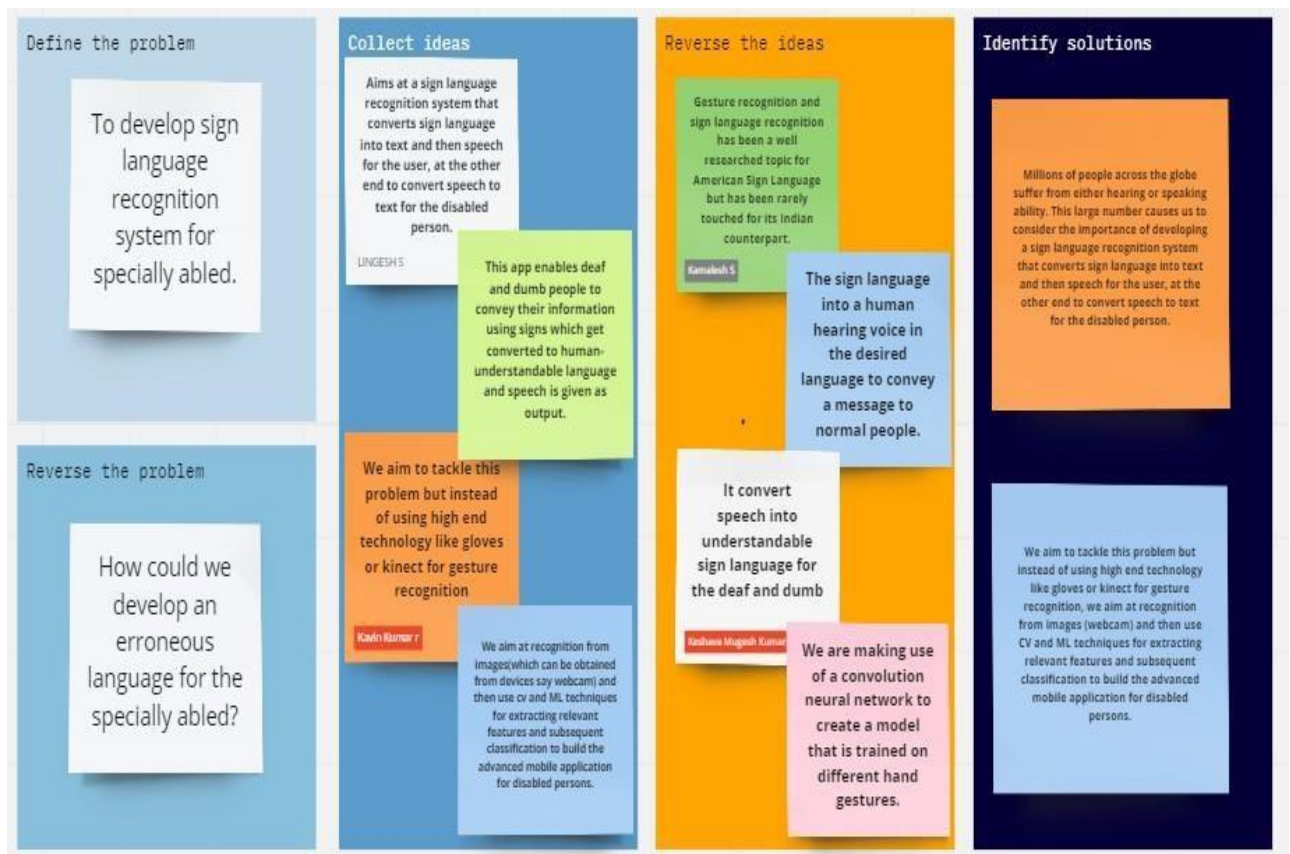 Define the problem
To develop sign
language
recognition
system for
specially abled.
Reverse the problem
How could we
develop an
erroneous
language for the
specially abled?
Collect ideas
Aims at a sign language
recognition system that
converts sign language
into text and then speech
for the user, at the other
end to convert speech to
text for the disabled
person.
LINGESH S
This app enables deaf
and dumb people to
convey their information
using signs which get
converted to human-
understandable language
and speech is given as
output.
We aim to tackle this
problem but instead
of using high end
technology like gloves
or kinect for gesture
recognition
Kavin Kumar r
We aim at recognition from
images(which can be obtained
from devices say webcam) and
then use cv and ML techniques
for extracting relevant
features and subsequent
classification to build the
advanced mobile application
for disabled persons.
Reverse the ideas
Gesture recognition and
sign language recognition
has been a well
researched topic for
American Sign Language
but has been rarely
touched for its Indian
counterpart.
Kamalesh S
The sign language
into a human
hearing voice in
the desired
language to convey
a message to
normal people.
It convert
speech into
understandable
sign language for
the deaf and dumb
Keshava Mugesh Kumar
We are making use
of a convolution
neural network to
create a model
that is trained on
different hand
gestures.
Identify solutions
Millions of people across the globe
suffer from either hearing or speaking
ability. This large number causes us to
consider the importance of developing
a sign language recognition system
that converts sign language into text
and then speech for the user, at the
other end to convert speech to text
for the disabled person.
We aim to tackle this problem but
instead of using high end technology
like gloves or kinect for gesture
recognition, we aim at recognition
from images (webcam) and then use
CV and ML techniques for extracting
relevant features and subsequent
classification to build the advanced
mobile application for disabled
persons.